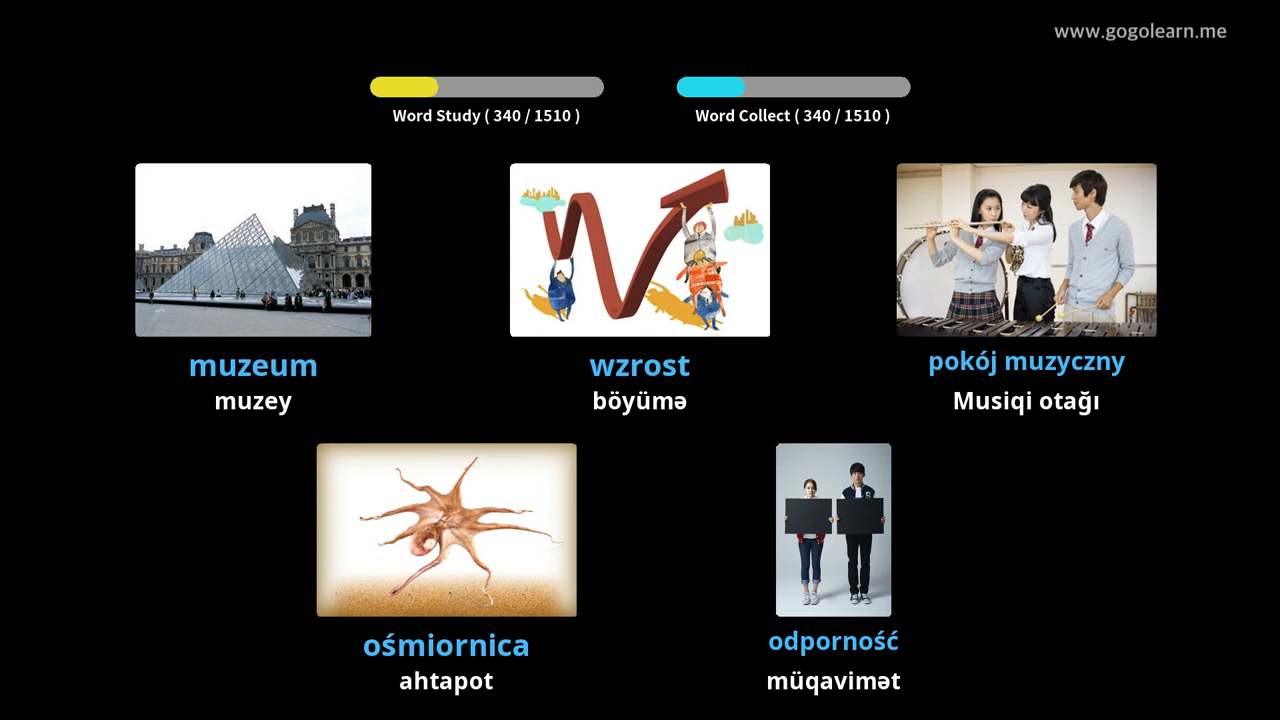 www.gogolearn.me
Word Study ( 340 / 1510 )
Word Collect ( 340 / 1510 )
muzeum
muzey
wzrost
böyümə
pokój muzyczny
Musiqi otağı
ośmiornica
ahtapot
odporność
müqavimət